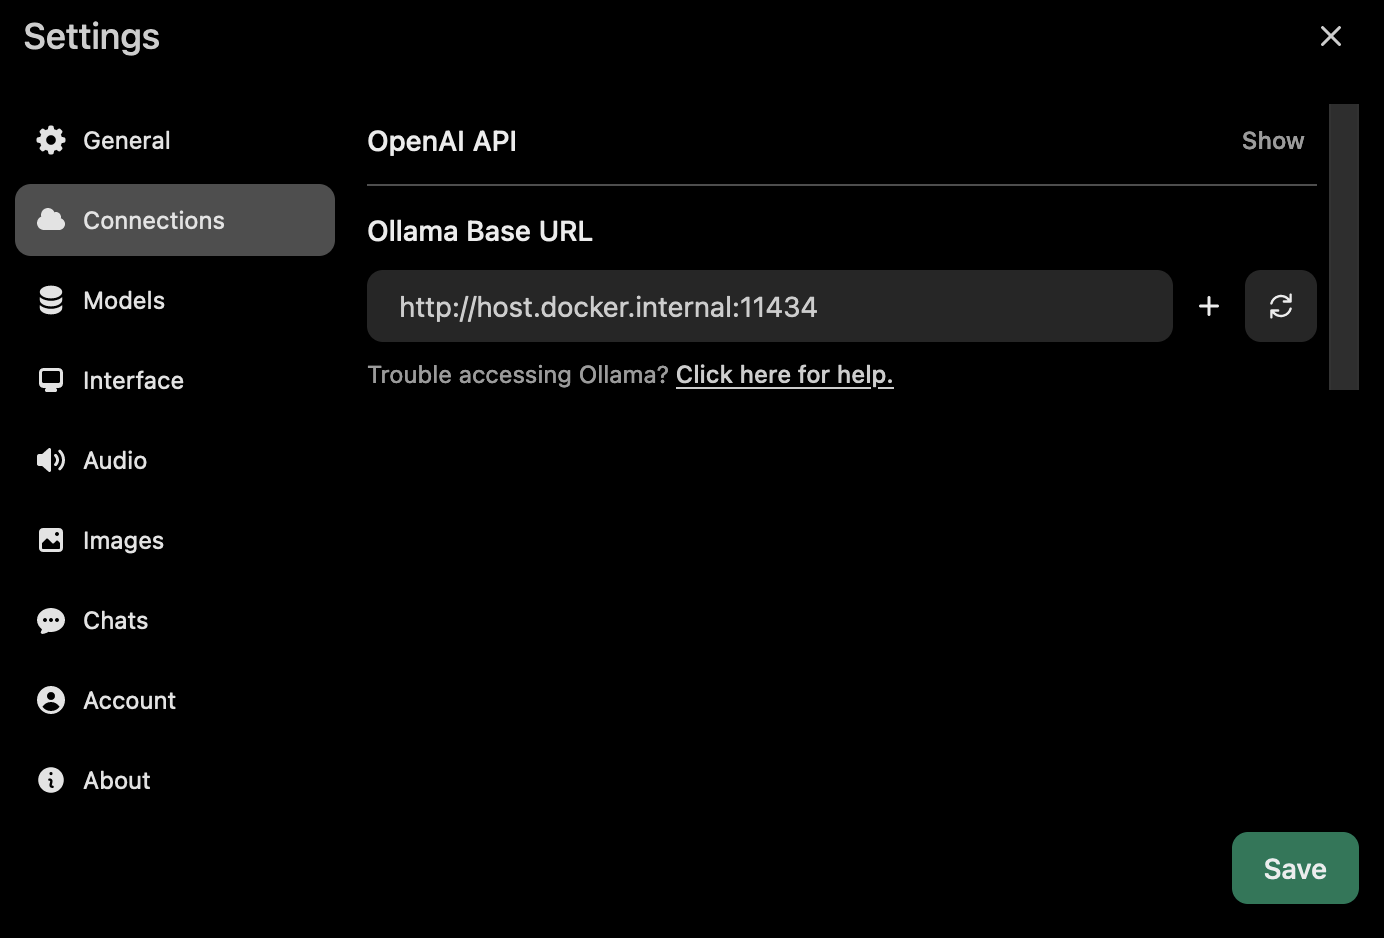 Settings
General
Connections
Models
Interface
Audio
Images
Chats
Account
About
OpenAI API
Show
Ollama Base URL
http://host.docker.internal:11434
Trouble accessing Ollama? Click here for help.
Save